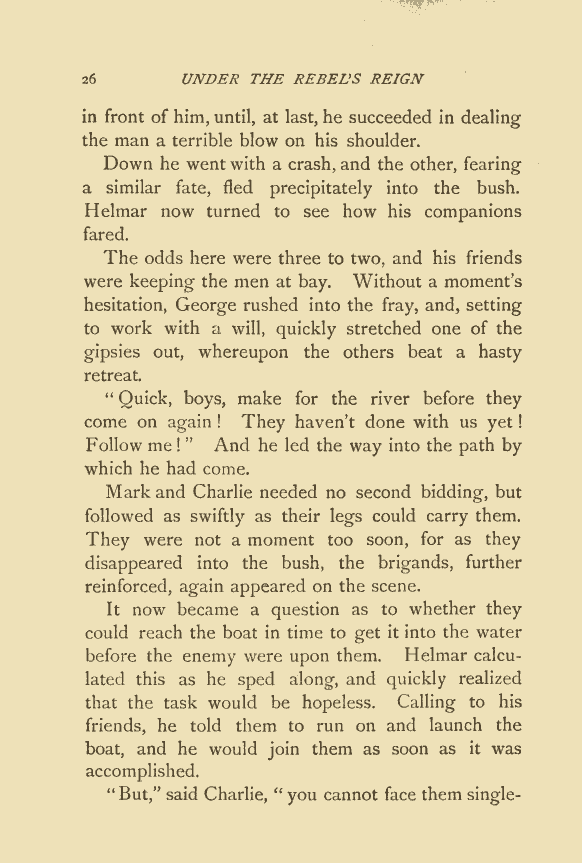 26 UNDER THE REBEL'S REIGN
in front of him, until, at last, he succeeded in dealing
the man a terrible blow on his shoulder.
Down he went with a crash, and the other, fearing
a similar fate, fled precipitately into the bush.
Helmar now turned to see how his companions
fared.
The odds here were three to two, and his friends
were keeping the men at bay. Without a moment's
hesitation, George rushed into the fray, and, setting
to work with a will, quickly stretched one of the
gipsies out, whereupon the others beat a hasty
retreat.
"Quick, boys, make for the river before they
come on again! They haven't done with us yet!
Follow me!" And he led the way into the path by
which he had come.
Mark and Charlie needed no second bidding, but
followed as swiftly as their legs could carry them.
They were not a moment too soon, for as they
disappeared into the bush, the brigands, further
reinforced, again appeared on the scene.
It now became a question as to whether they
could reach the boat in time to get it into the water
before the enemy were upon them. Helmar calcu-
lated this as he sped along, and quickly realized
that the task would be hopeless. Calling to his
friends, he told them to run on and launch the
boat, and he would join them as soon as it was
accomplished.
"But," said Charlie, "you cannot face them single-